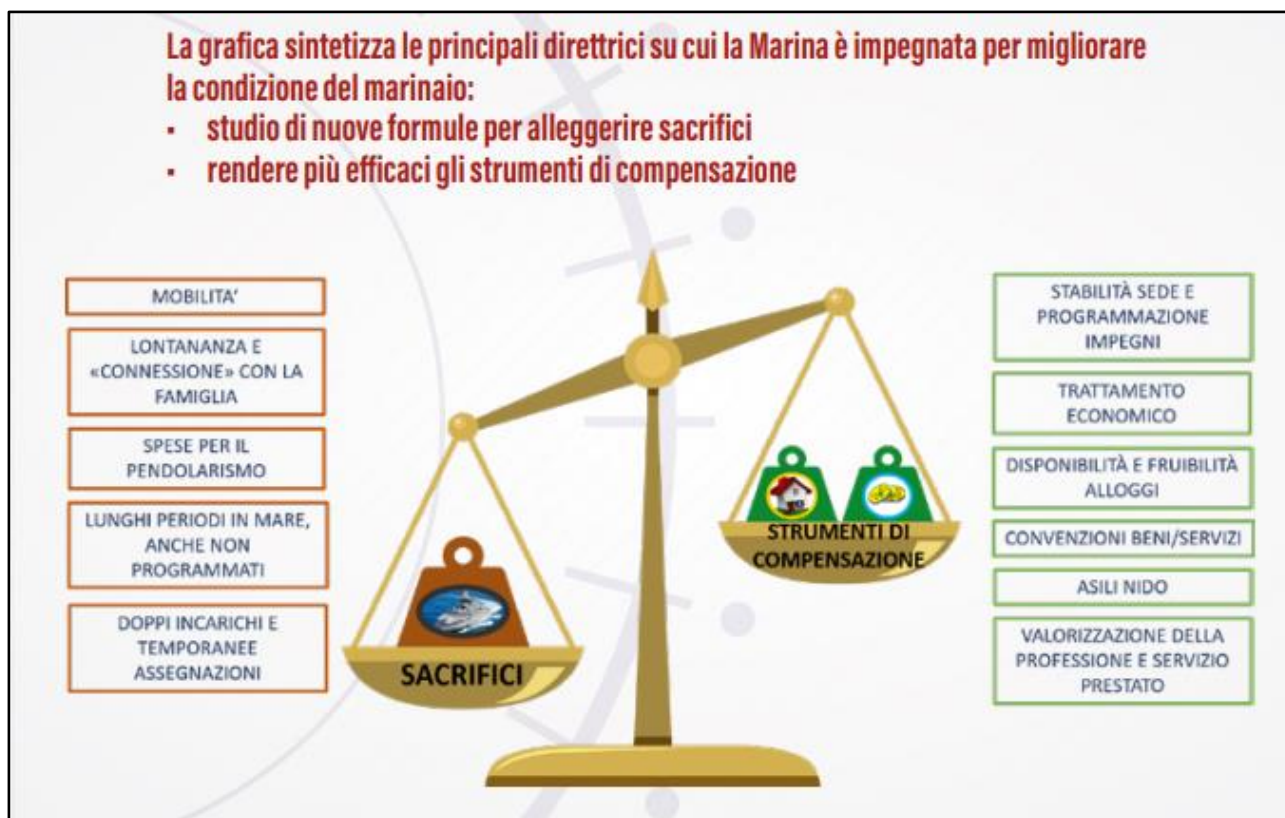 La grafica sintetizza le principali direttrici su cui la Marina è impegnata per migliorare
la condizione del marinaio:
▪ studio di nuove formule per alleggerire sacrifici
▪ rendere più efficaci gli strumenti di compensazione
MOBILITA'
LONTANANZA E
«CONNESSIONE» CON LA
FAMIGLIA
SPESE PER IL
PENDOLARISMO
LUNGHI PERIODI IN MARE,
ANCHE NON
PROGRAMMATI
DOPPI INCARICHI E
TEMPORANEE
ASSEGNAZIONI
SACRIFICI
STRUMENTI DI
COMPENSAZIONE
STABILITÀ SEDE E
PROGRAMMAZIONE
IMPEGNI
TRATTAMENTO
ECONOMICO
DISPONIBILITÀ E FRUIBILITÀ
ALLOGGI
CONVENZIONI BENI/SERVIZI
ASILI NIDO
VALORIZZAZIONE DELLA
PROFESSIONE E SERVIZIO
PRESTATO